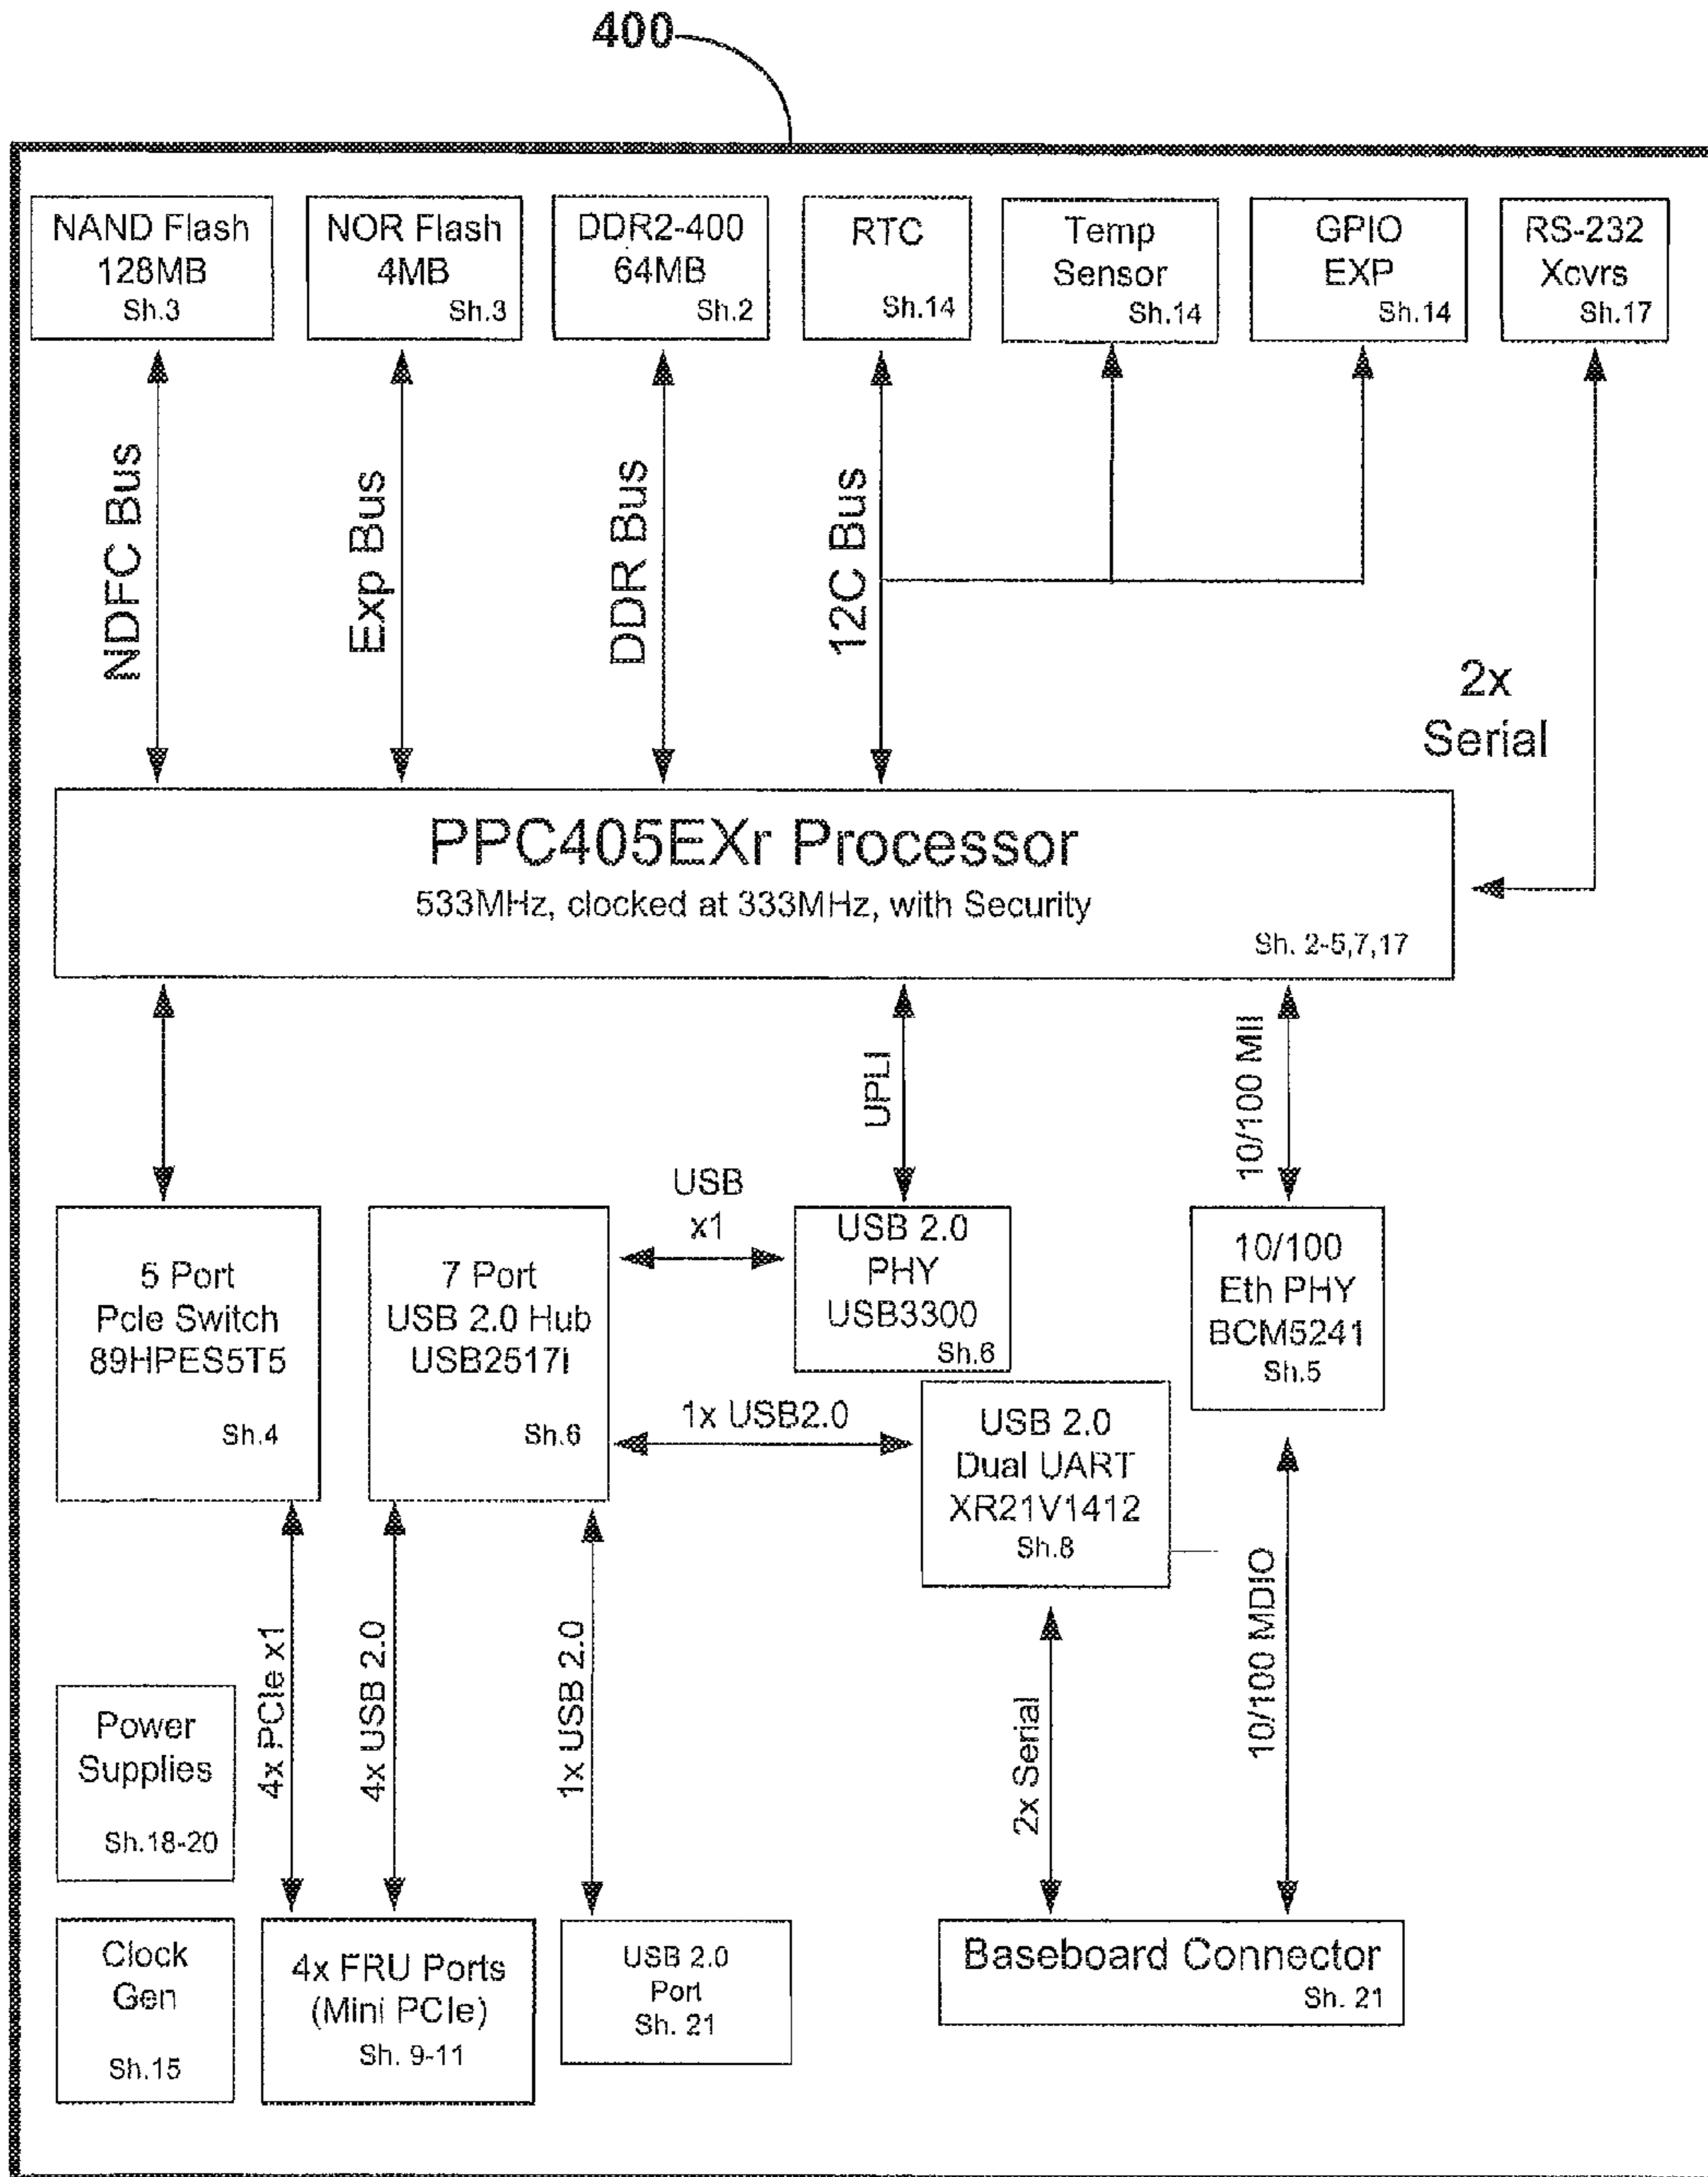 400
NAND Flash
128MB
Sh.3
NOR Flash
4MB
Sh.3
DDR2-400
64MB
Sh.2
RTC
Sh.14
Temp
Sensor
Sh.14
GPIO
EXP
Sh.14
RS-232
Xcvrs
Sh.17
NDFC Bus
Exp Bus
DDR Bus
12C Bus
2x
Serial
PPC405EXr Processor
533MHz, clocked at 333MHz, with Security
Sh. 2-5,7,17
UPLI
10/100 MII
USB
x1
5 Port
PcIe Switch
89HPES5T5
Sh.4
7 Port
USB 2.0 Hub
USB2517i
Sh.6
USB 2.0
PHY
USB3300
Sh.6
10/100
Eth PHY
BCM5241
Sh.5
1x USB2.0
USB 2.0
Dual UART
XR21V1412
Sh.8
4x PCIe x1
4x USB 2.0
1x USB 2.0
2x Serial
10/100 MDIO
Power
Supplies
Sh.18-20
Clock
Gen
Sh.15
4x FRU Ports
(Mini PCIe)
Sh. 9-11
USB 2.0
Port
Sh. 21
Baseboard Connector
Sh. 21